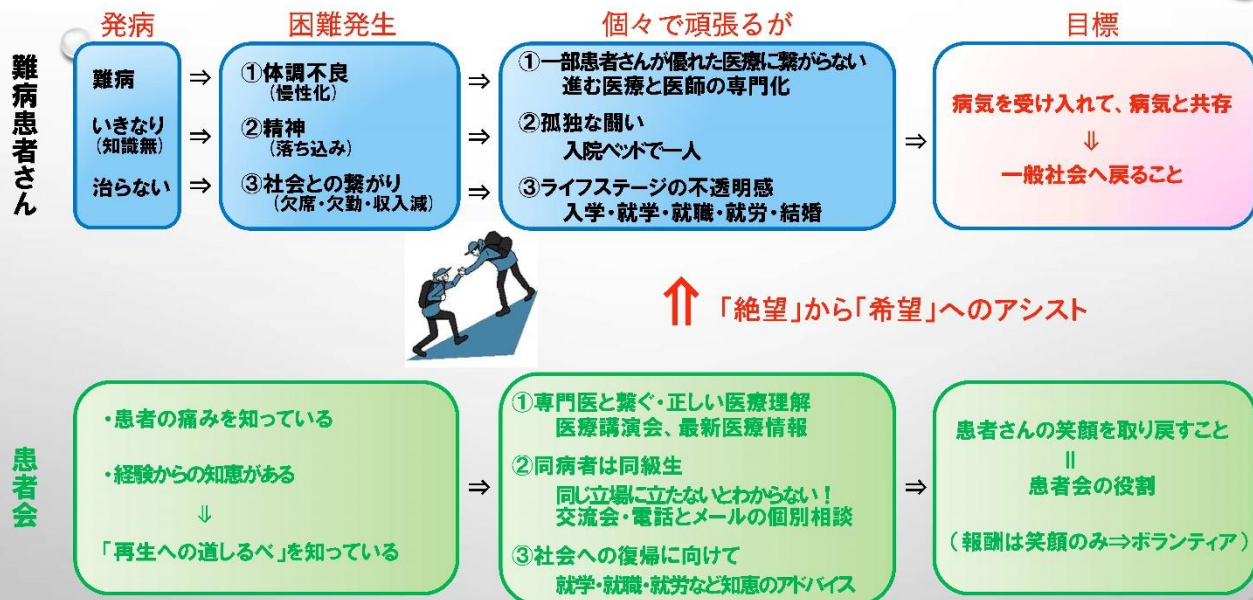 発病
困難発生
個々で頑張るが
目標
難病患者さん
難病
いきなり
(知識無)
治らない
⇒
⇒
⇒
①体調不良
(慢性化)
②精神
(落ち込み)
③社会との繋がり
(欠席・欠勤・収入減)
⇒
⇒
⇒
①一部患者さんが優れた医療に繋がらない
進む医療と医師の専門化
②孤独な闘い
入院ベッドで一人
③ライフステージの不透明感
入学・就学・就職・就労・結婚
⇒
病気を受け入れて、病気と共存
⇓
一般社会へ戻ること
⇑ 「絶望」から「希望」へのアシスト
患者会
・患者の痛みを知っている
・経験からの知恵がある
⇓
「再生への道しるべ」を知っている
⇒
①専門医と繋ぐ・正しい医療理解
医療講演会、最新医療情報
②同病者は同級生
同じ立場に立たないとわからない！
交流会・電話とメールの個別相談
③社会への復帰に向けて
就学・就職・就労など知恵のアドバイス
⇒
患者さんの笑顔を取り戻すこと
॥
患者会の役割
(報酬は笑顔のみ⇒ボランティア)